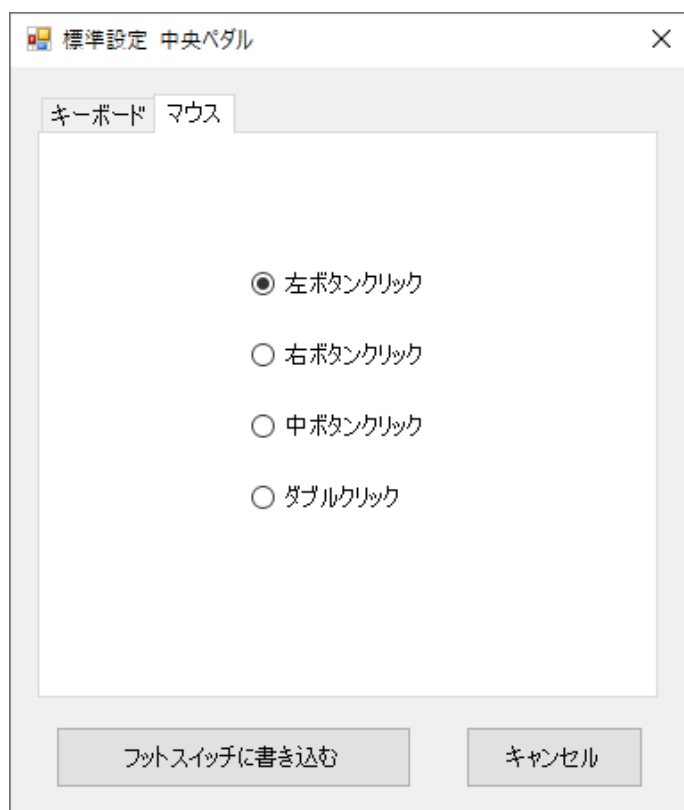 標準設定 中央ペダル
キーボード マウス
左ボタンクリック
右ボタンクリック
中ボタンクリック
ダブルクリック
フットスイッチに書き込む キャンセル